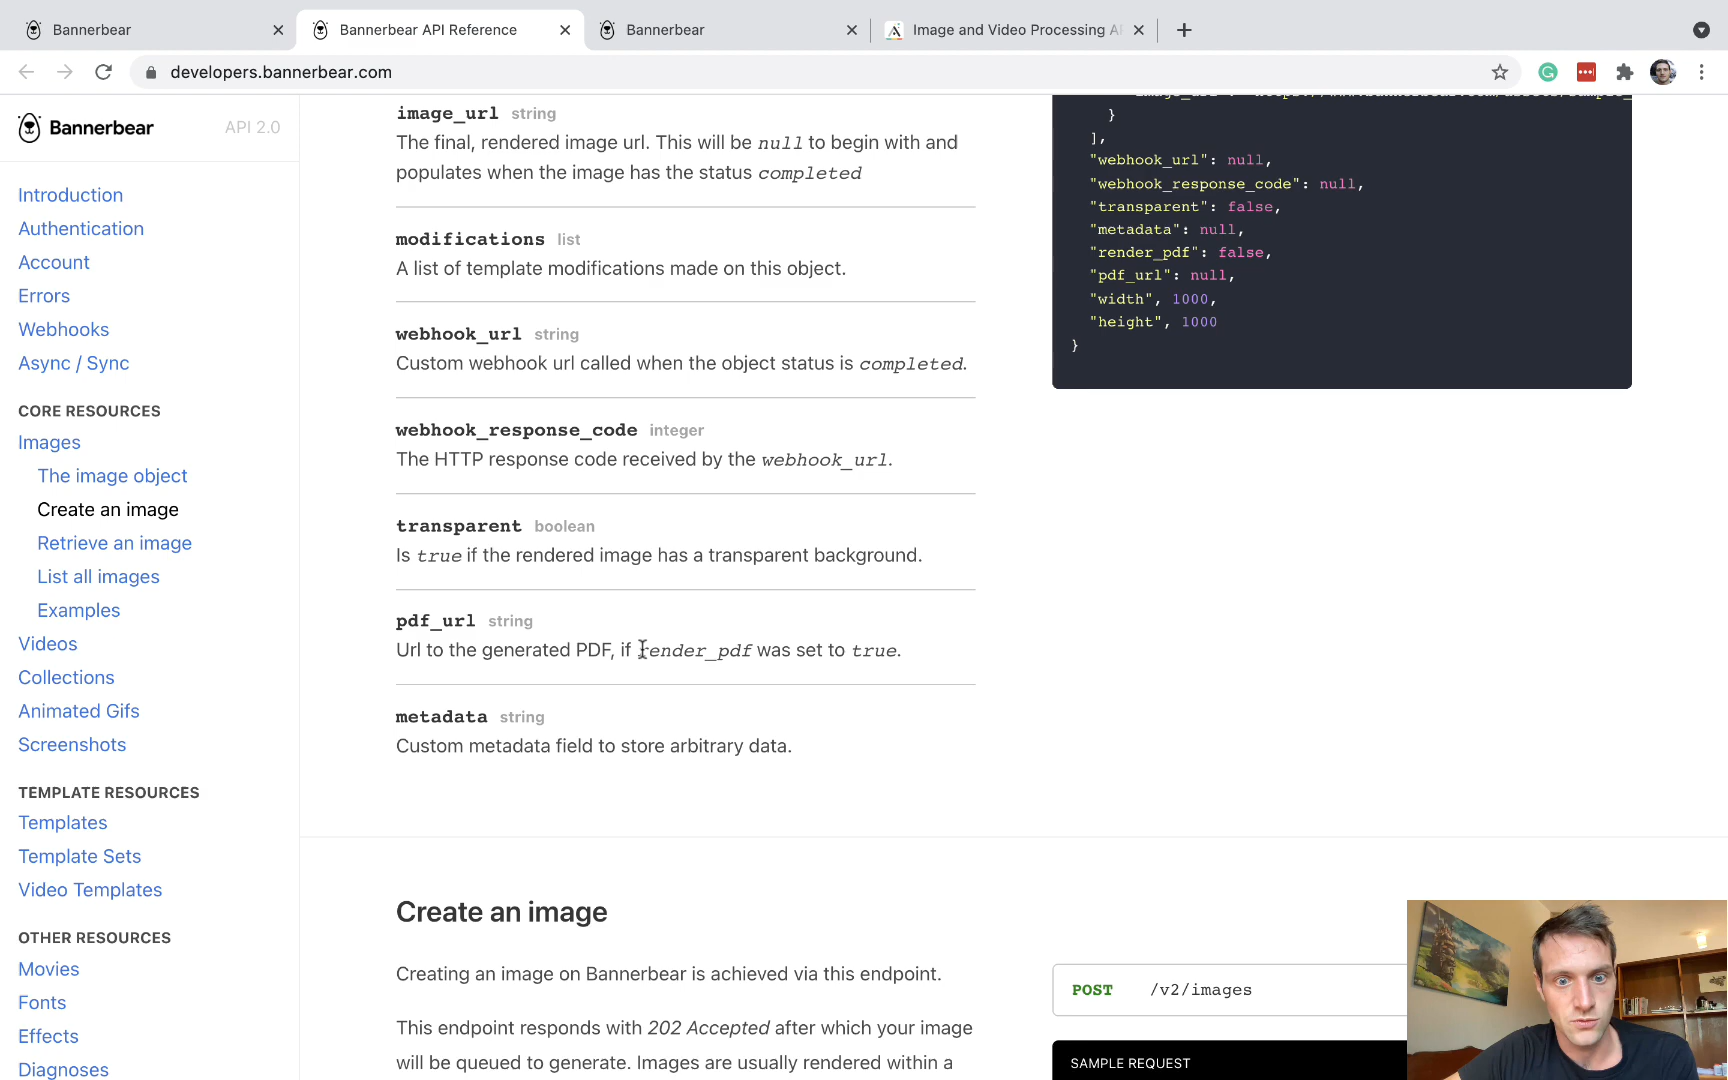 Bannerbear
Bannerbear API Reference
Bannerbear
Image and Video Processing AP
developers.bannerbear.com
Bannerbear API 2.0
Introduction
Authentication
Account
Errors
Webhooks
Async / Sync
CORE RESOURCES
Images
The image object
Create an image
Retrieve an image
List all images
Examples
Videos
Collections
Animated Gifs
Screenshots
TEMPLATE RESOURCES
Templates
Template Sets
Video Templates
OTHER RESOURCES
Movies
Fonts
Effects
Diagnoses
image_url string
The final, rendered image url. This will be null to begin with and
populates when the image has the status completed
modifications list
A list of template modifications made on this object.
webhook_url string
Custom webhook url called when the object status is completed.
webhook_response_code integer
The HTTP response code received by the webhook_url.
transparent boolean
Is true if the rendered image has a transparent background.
pdf_url string
Url to the generated PDF, if render_pdf was set to true.
metadata string
Custom metadata field to store arbitrary data.
Create an image
Creating an image on Bannerbear is achieved via this endpoint.
This endpoint responds with 202 Accepted after which your image
will be queued to generate. Images are usually rendered within a
}
],
"webhook_url": null,
"webhook_response_code": null,
"transparent": false,
"metadata": null,
"render_pdf": false,
"pdf_url": null,
"width", 1000,
"height", 1000
}
POST /v2/images
SAMPLE REQUEST